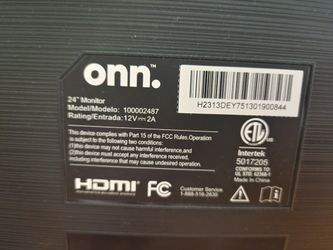 onn.
24" Monitor
Model/Modelo: 100002487
Rating/Entrada: 12V⎓2A
H2313DEY751301900844
This device complies with Part 15 of the FCC Rules. Operation
is subject to the following two conditions:
(1)this device may not cause harmful interference,and
(2)this device must accept any interference received,
including interference that may cause undesired operation.
ETL
Intertek
5017205
CONFORMS TO
UL STD. 62368-1
HDMI
FC
Customer Service
1-888-516-2630
Made in China